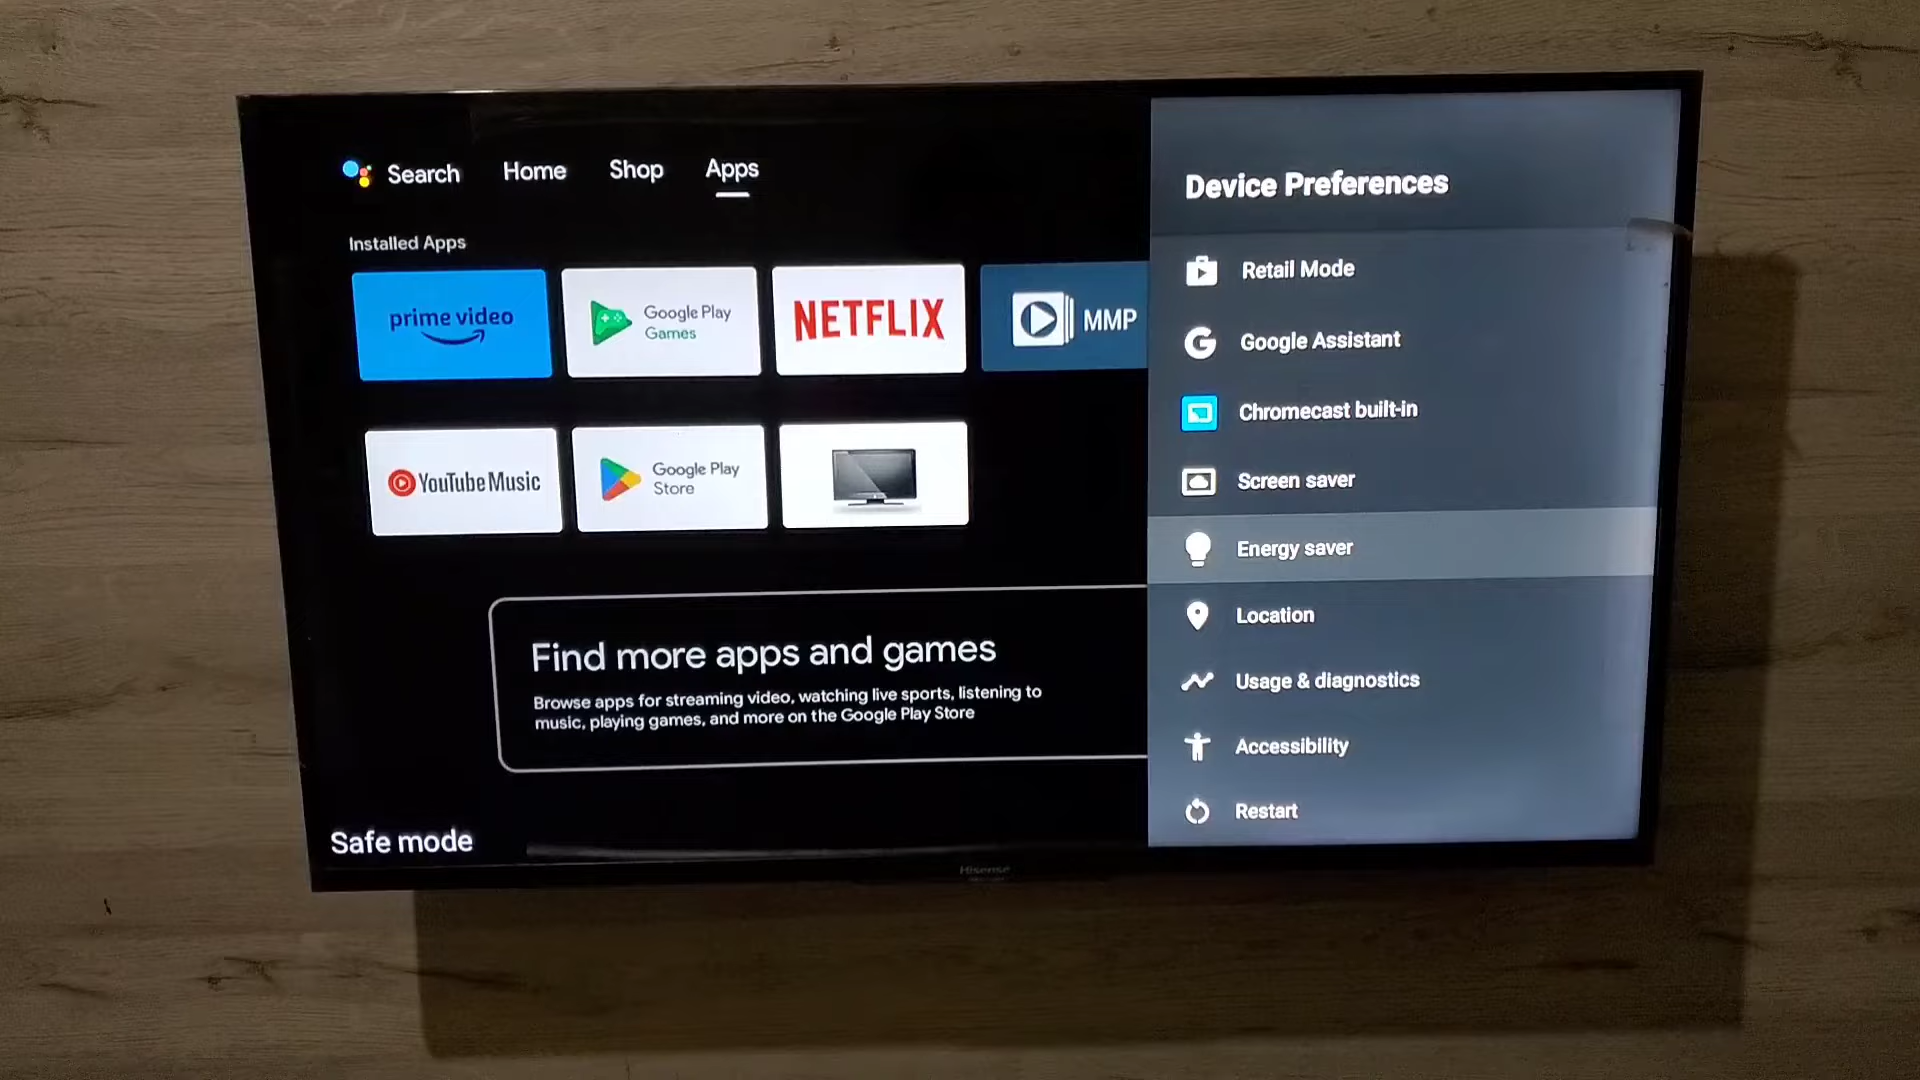 Search Home Shop Apps
Installed Apps
prime video
Google Play
Games
NETFLIX
MMP
YouTube Music
Google Play
Store
Find more apps and games
Browse apps for streaming video, watching live sports, listening to
music, playing games, and more on the Google Play Store
Safe mode
Device Preferences
Retail Mode
Google Assistant
Chromecast built-in
Screen saver
Energy saver
Location
Usage & diagnostics
Accessibility
Restart
Hisense